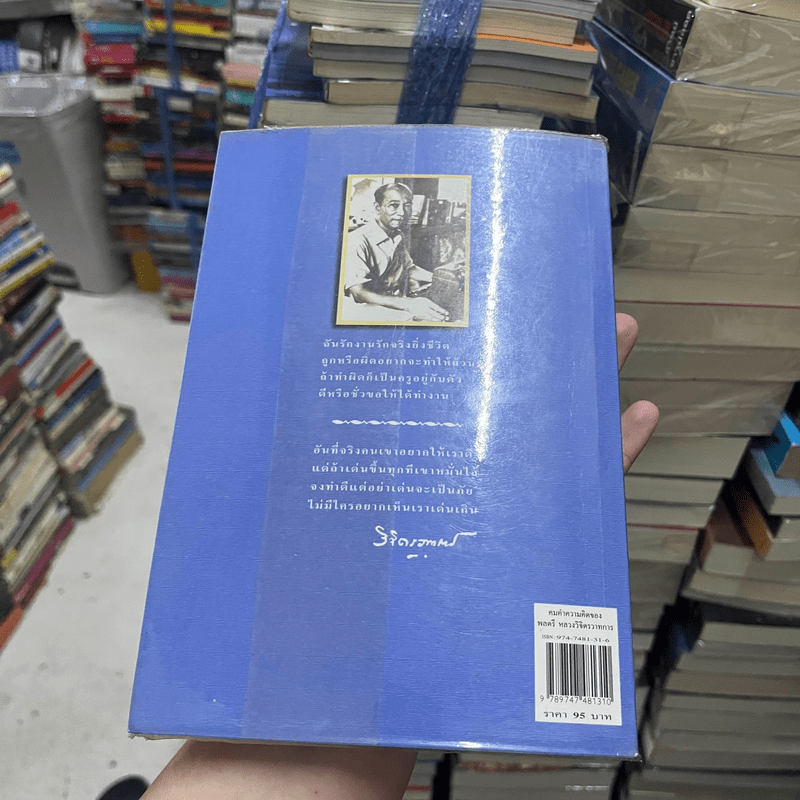 ฉันรักงานรักจริงยิ่งชีวิต
ถูกหรือผิดอยากจะทำให้ล้วน
ถ้าทำผิดก็เป็นครูอยู่กับตัว
ดีหรือชั่วขอให้ได้ทำงาน
อันที่จริงคนเขาอยากให้เราดี
แต่ถ้าเด่นขึ้นทุกทีเขาหมั่นไส้
จงทำดีแต่อย่าเด่นจะเป็นภัย
ไม่มีใครอยากเห็นเราเด่นเกิน
วิจิตรวาทการ
คมคำความคิดของ
พลตรี หลวงวิจิตรวาทการ
ISBN: 974-7481-31-6
9 789747 481310
ราคา 95 บาท